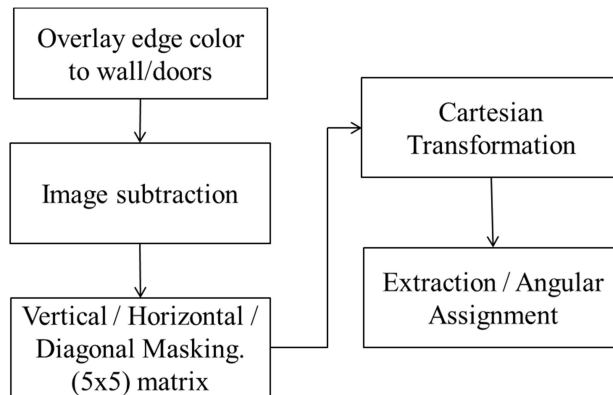 Overlay edge color
to wall/doors
Image subtraction
Vertical / Horizontal /
Diagonal Masking.
(5x5) matrix
Cartesian
Transformation
Extraction / Angular
Assignment